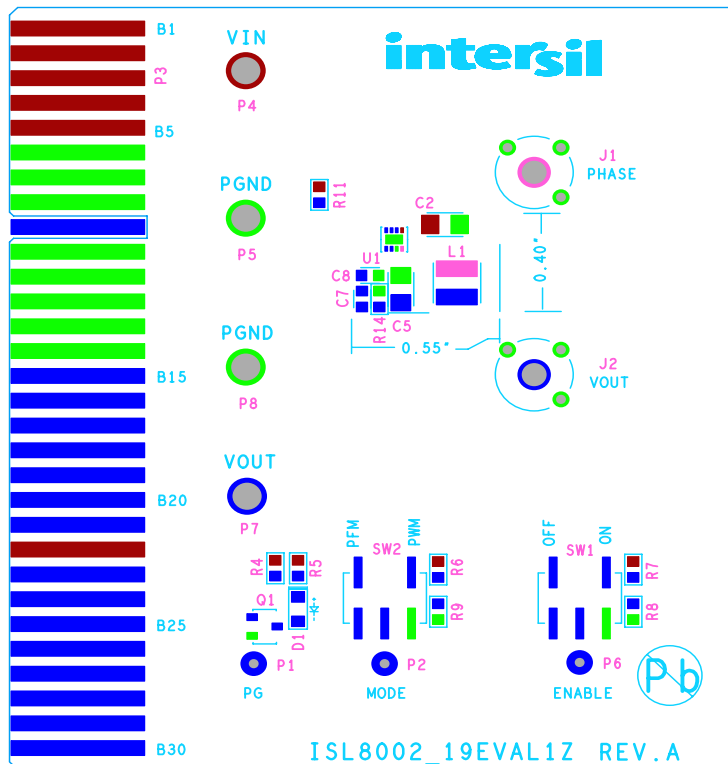 B1
VIN
intersil
P3
P4
B5
J1
PHASE
PGND
R11
C2
P5
U1
L1
C8
C7
0.40"
R14
C5
PGND
0.55"
J2
VOUT
B15
P8
VOUT
B20
P7
PFM
PWM
OFF
ON
SW2
SW1
R4
R5
R6
R7
Q1
R9
R8
B25
D1
P1
P2
P6
Pb
PG
MODE
ENABLE
B30
ISL8002_19EVAL1Z REV.A